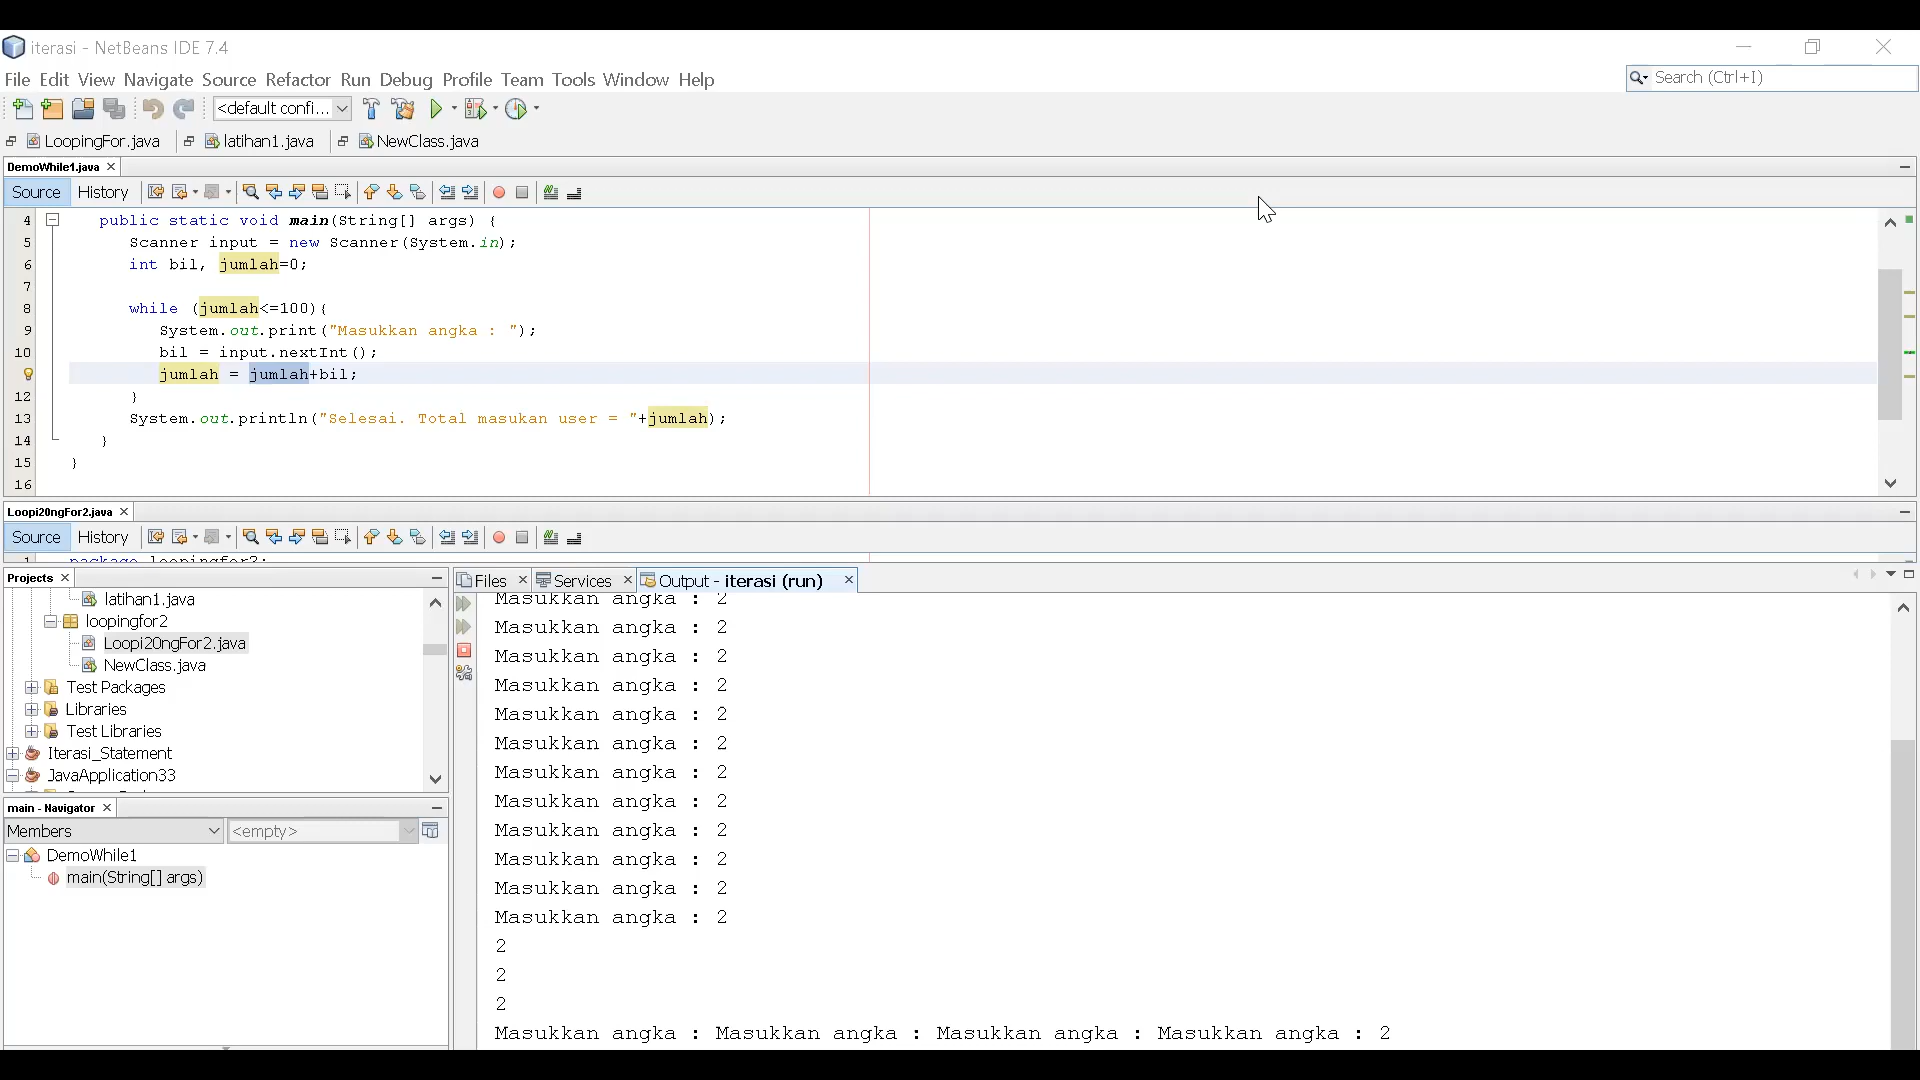 iterasi - NetBeans IDE 7.4
File Edit View Navigate Source Refactor Run Debug Profile Team Tools Window Help
Search (Ctrl+I)
<default confi...
LoopingFor.java latihan1.java NewClass.java
DemoWhile1.java
Source History
4 public static void main(String[] args) {
5 Scanner input = new Scanner(System.in);
6 int bil, jumlah=0;
7
8 while (jumlah<=100){
9 System.out.print("Masukkan angka : ");
10 bil = input.nextInt();
jumlah = jumlah+bil;
12 }
13 System.out.println("Selesai. Total masukan user = "+jumlah);
14 }
15 }
16
Loopi20ngFor2.java
Source History
1 package loopingfor2;
Projects
latihan1.java
loopingfor2
Loopi20ngFor2.java
NewClass.java
Test Packages
Libraries
Test Libraries
Iterasi_Statement
JavaApplication33
main - Navigator
Members <empty>
DemoWhile1
main(String[] args)
Files Services Output - iterasi (run)
Masukkan angka : 2
Masukkan angka : 2
Masukkan angka : 2
Masukkan angka : 2
Masukkan angka : 2
Masukkan angka : 2
Masukkan angka : 2
Masukkan angka : 2
Masukkan angka : 2
Masukkan angka : 2
Masukkan angka : 2
Masukkan angka : 2
2
2
2
Masukkan angka : Masukkan angka : Masukkan angka : Masukkan angka : 2